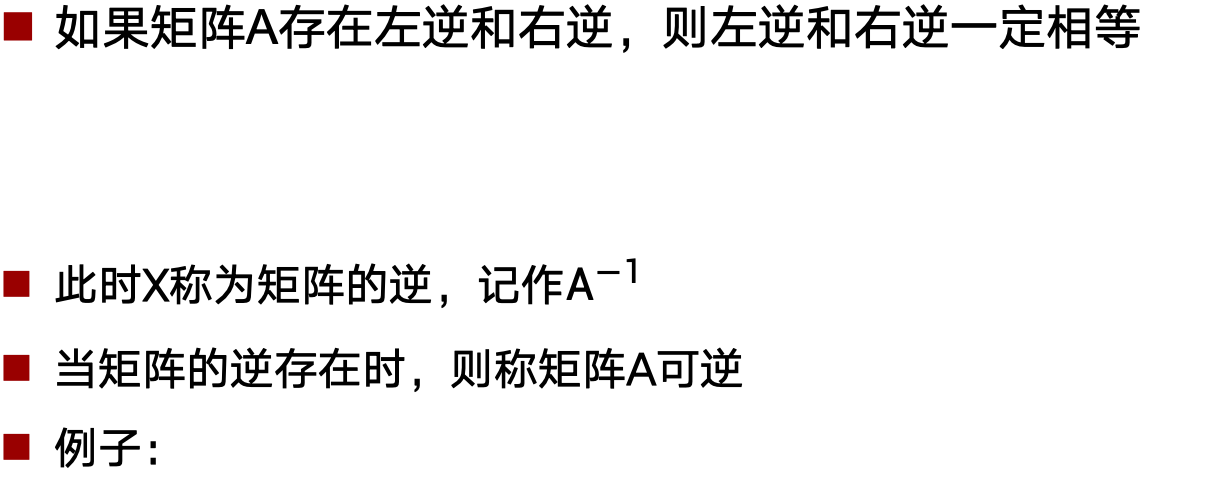 ■ 如果矩阵A存在左逆和右逆，则左逆和右逆一定相等
■ 此时X称为矩阵的逆，记作A⁻¹
■ 当矩阵的逆存在时，则称矩阵A可逆
■ 例子：